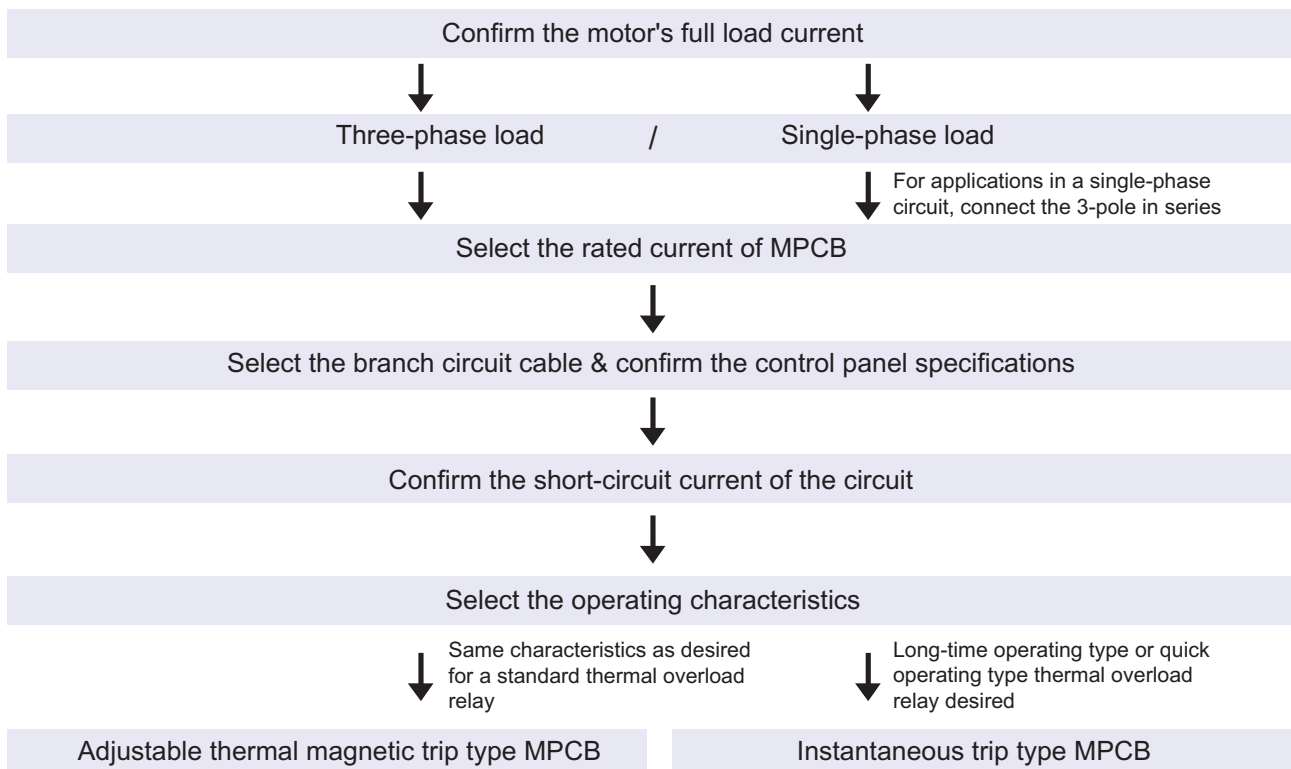 Confirm the motor's full load current
Three-phase load / Single-phase load
For applications in a single-phase
circuit, connect the 3-pole in series
Select the rated current of MPCB
Select the branch circuit cable & confirm the control panel specifications
Confirm the short-circuit current of the circuit
Select the operating characteristics
Same characteristics as desired
for a standard thermal overload
relay
Long-time operating type or quick
operating type thermal overload
relay desired
Adjustable thermal magnetic trip type MPCB
Instantaneous trip type MPCB